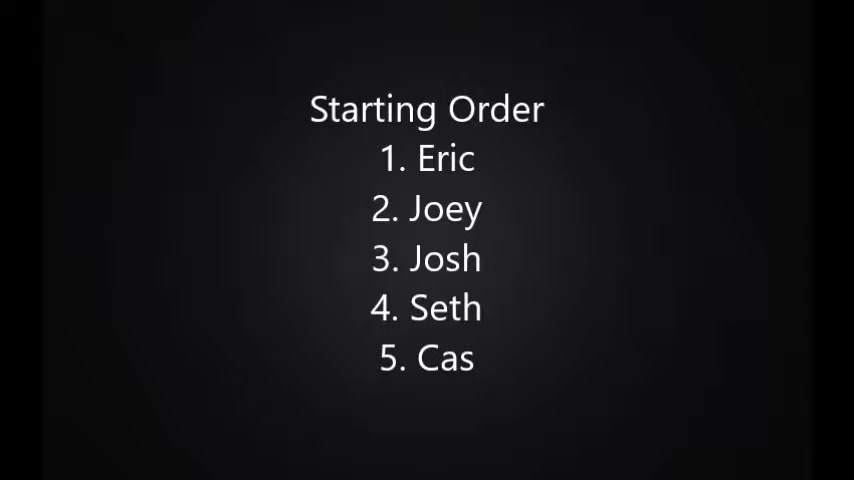 Starting Order
1. Eric
2. Joey
3. Josh
4. Seth
5. Cas